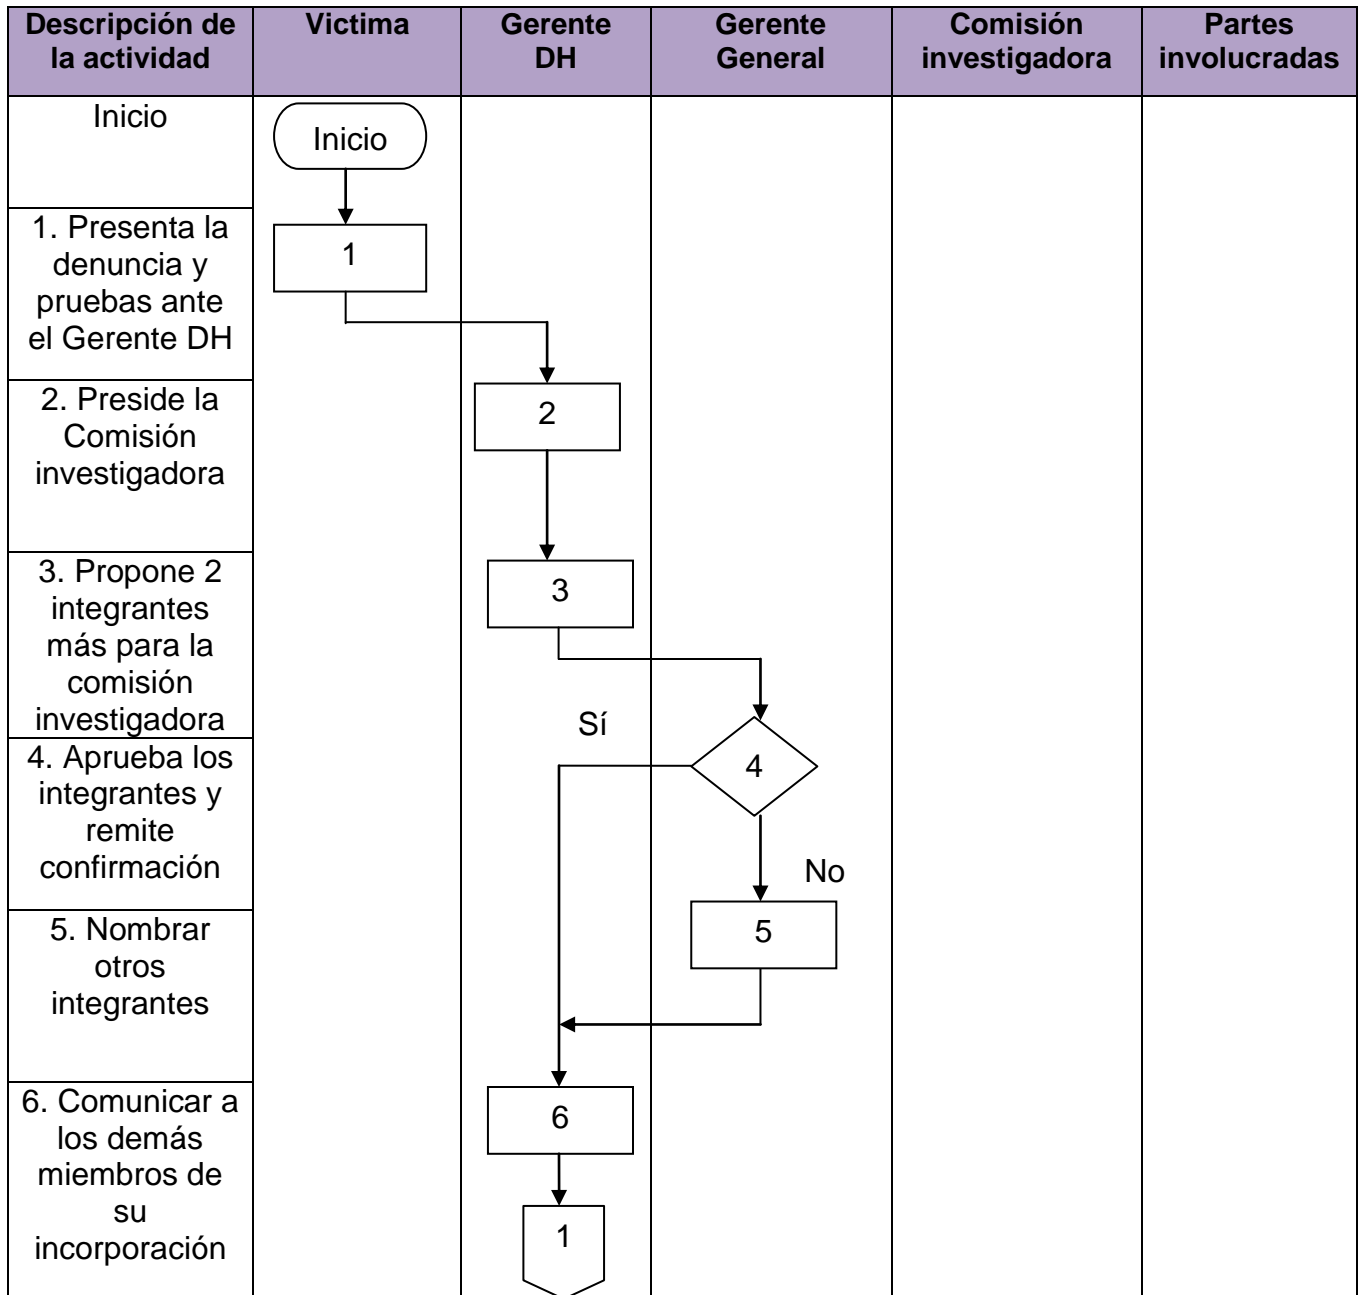 Descripción de
la actividad
Victima
Gerente
DH
Gerente
General
Comisión
investigadora
Partes
involucradas
Inicio
Inicio
1. Presenta la
denuncia y
pruebas ante
el Gerente DH
1
2. Preside la
Comisión
investigadora
2
3. Propone 2
integrantes
más para la
comisión
investigadora
3
Sí
4. Aprueba los
integrantes y
remite
confirmación
4
No
5. Nombrar
otros
integrantes
5
6. Comunicar a
los demás
miembros de
su
incorporación
6
1